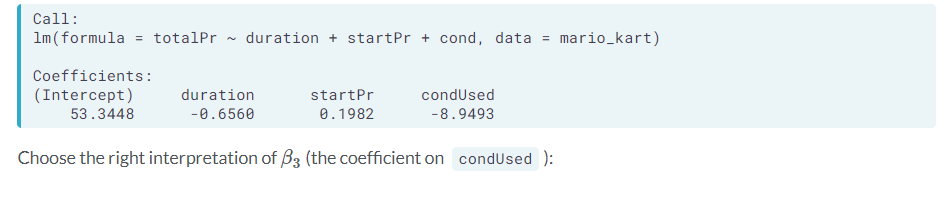 Call:
lm(formula = totalPr ~ duration + startPr + cond, data = mario_kart)
Coefficients:
(Intercept) duration startPr condUsed
53.3448 -0.6560 0.1982 -8.9493
Choose the right interpretation of β₃ (the coefficient on condUsed ):